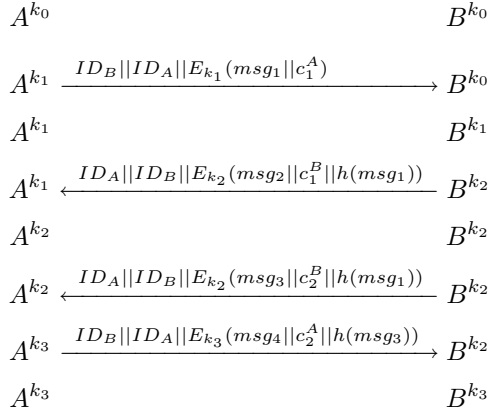 A^{k_0} B^{k_0}
ID_B||ID_A||E_{k_1}(msg_1||c_1^A)
A^{k_1} B^{k_0}
A^{k_1} B^{k_1}
ID_A||ID_B||E_{k_2}(msg_2||c_1^B||h(msg_1))
A^{k_1} B^{k_2}
A^{k_2} B^{k_2}
ID_A||ID_B||E_{k_2}(msg_3||c_2^B||h(msg_1))
A^{k_2} B^{k_2}
ID_B||ID_A||E_{k_3}(msg_4||c_2^A||h(msg_3))
A^{k_3} B^{k_2}
A^{k_3} B^{k_3}